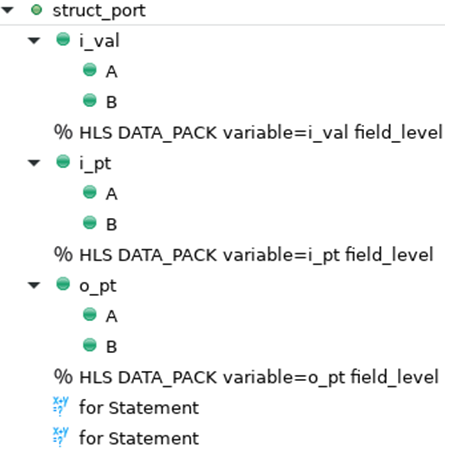 struct_port
i_val
A
B
% HLS DATA_PACK variable=i_val field_level
i_pt
A
B
% HLS DATA_PACK variable=i_pt field_level
o_pt
A
B
% HLS DATA_PACK variable=o_pt field_level
x+y=? for Statement
x+y=? for Statement